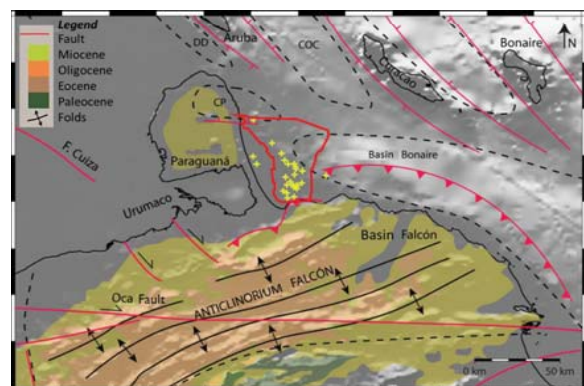 Legend
Fault
Miocene
Oligocene
Eocene
Paleocene
Folds
DD
Aruba
COC
Curacao
Bonaire
N
CP
F. Cuiza
Paraguaná
Basin Bonaire
Urumaco
Basin Falcón
ANTICLINORIUM FALCÓN
Oca Fault
0 km
50 km